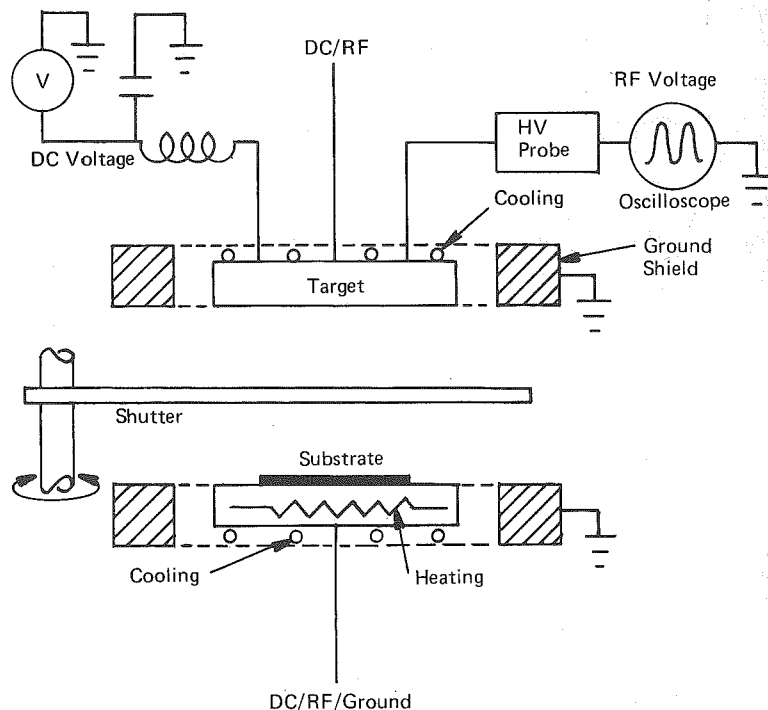 DC/RF
RF Voltage
V
HV
Probe
DC Voltage
Oscilloscope
Cooling
Ground
Shield
Target
Shutter
Substrate
Cooling
Heating
DC/RF/Ground